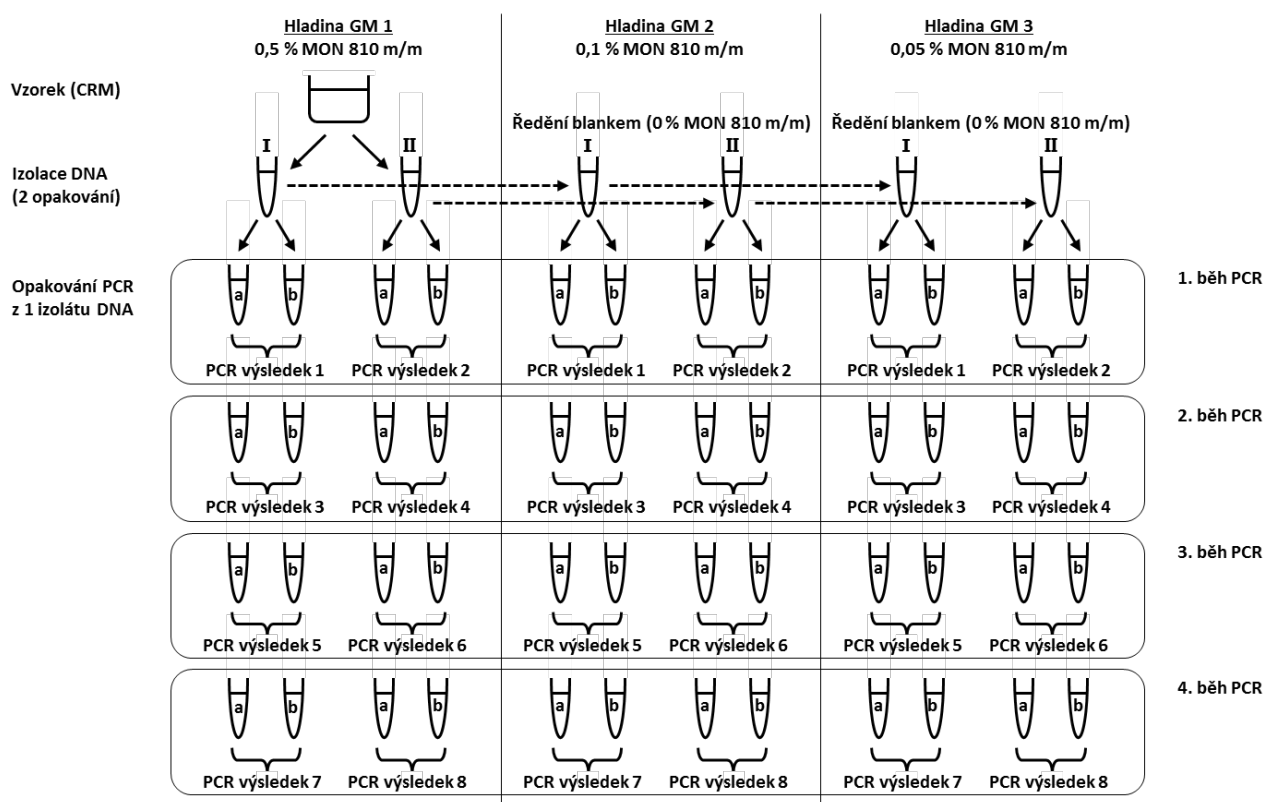 Hladina GM 1
0,5 % MON 810 m/m
Hladina GM 2
0,1 % MON 810 m/m
Hladina GM 3
0,05 % MON 810 m/m
Vzorek (CRM)
Ředění blankem (0 % MON 810 m/m)
Ředění blankem (0 % MON 810 m/m)
I II I II I II
Izolace DNA
(2 opakování)
Opakování PCR
z 1 izolátu DNA
a b a b a b a b a b a b
1. běh PCR
PCR výsledek 1 PCR výsledek 2 PCR výsledek 1 PCR výsledek 2 PCR výsledek 1 PCR výsledek 2
2. běh PCR
a b a b a b a b a b a b
PCR výsledek 3 PCR výsledek 4 PCR výsledek 3 PCR výsledek 4 PCR výsledek 3 PCR výsledek 4
3. běh PCR
a b a b a b a b a b a b
PCR výsledek 5 PCR výsledek 6 PCR výsledek 5 PCR výsledek 6 PCR výsledek 5 PCR výsledek 6
4. běh PCR
a b a b a b a b a b a b
PCR výsledek 7 PCR výsledek 8 PCR výsledek 7 PCR výsledek 8 PCR výsledek 7 PCR výsledek 8